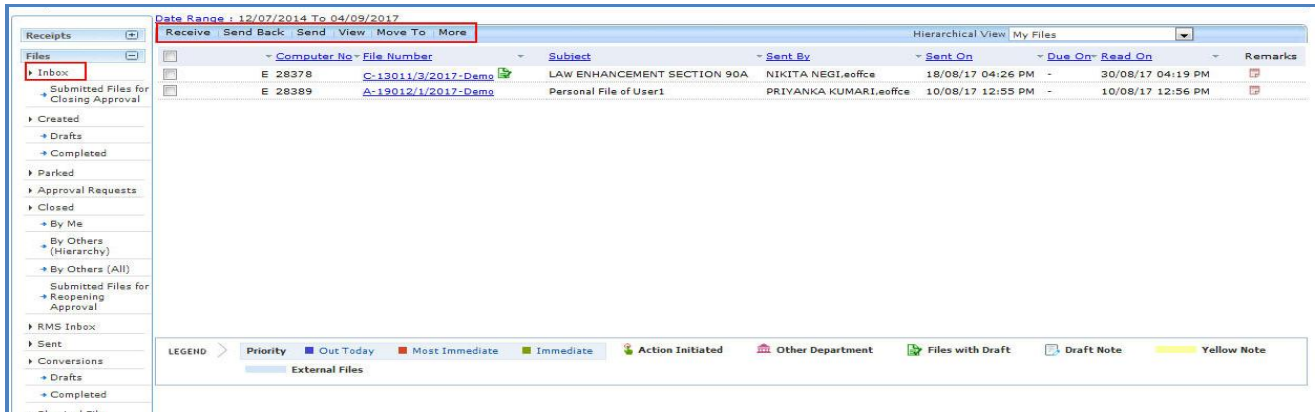 Date Range : 12/07/2014 To 04/09/2017
Receipts
Files
Inbox
Submitted Files for
Closing Approval
Created
Drafts
Completed
Parked
Approval Requests
Closed
By Me
By Others
(Hierarchy)
By Others (All)
Submitted Files for
Reopening
Approval
RMS Inbox
Sent
Conversions
Drafts
Completed
Receive Send Back Send View Move To More Hierarchical View My Files
Computer No File Number Subject Sent By Sent On Due On Read On Remarks
E 28378 C-13011/3/2017-Demo LAW ENHANCEMENT SECTION 90A NIKITA NEGI,eoffce 18/08/17 04:26 PM - 30/08/17 04:19 PM
E 28389 A-19012/1/2017-Demo Personal File of User1 PRIYANKA KUMARI,eoffce 10/08/17 12:55 PM - 10/08/17 12:56 PM
LEGEND Priority Out Today Most Immediate Immediate Action Initiated Other Department Files with Draft Draft Note Yellow Note
External Files